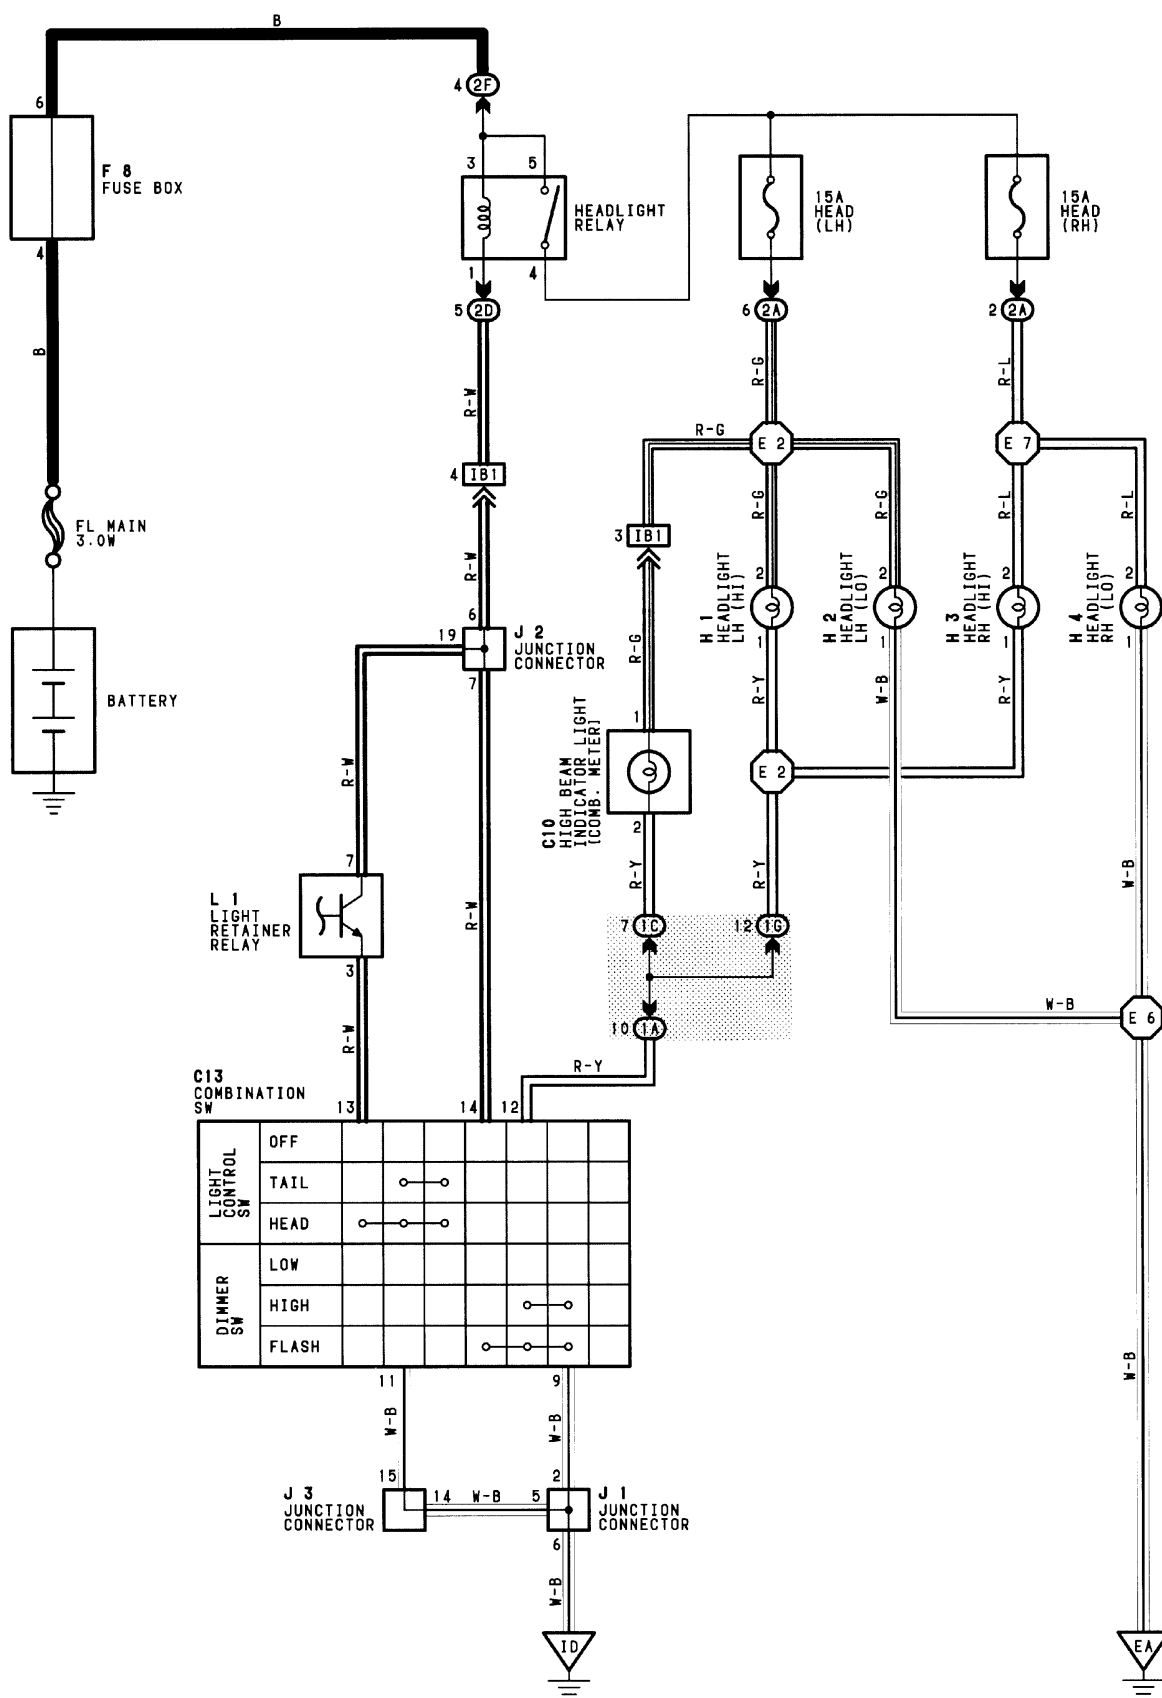 B
4 2F
6
F 8
FUSE BOX
4
B
FL MAIN
3.0W
BATTERY
3 5
HEADLIGHT
RELAY
1 4
5 2D
R-W
4 IB1
R-W
6
19
J 2
JUNCTION
CONNECTOR
7
R-W
7
L 1
LIGHT
RETAINER
RELAY
3
R-W
R-W
15A
HEAD
(LH)
15A
HEAD
(RH)
6 2A
2 2A
R-G
R-L
R-G
E 2
E 7
3 IB1
R-G
R-G
R-L
R-L
H 1
HEADLIGHT
LH (HI)
2
1
H 2
HEADLIGHT
LH (LO)
2
1
H 3
HEADLIGHT
RH (HI)
2
1
H 4
HEADLIGHT
RH (LO)
2
1
R-G
R-Y
W-B
R-Y
1
C10
HIGH BEAM
INDICATOR LIGHT
[COMB. METER]
2
E 2
R-Y
R-Y
W-B
7 1C
12 1G
10 1A
W-B
E 6
R-Y
C13
COMBINATION
SW
13 14 12
LIGHT
CONTROL
SW
OFF
TAIL
HEAD
DIMMER
SW
LOW
HIGH
FLASH
11 9
W-B
W-B
W-B
15 2
J 3
JUNCTION
CONNECTOR
14 W-B 5
J 1
JUNCTION
CONNECTOR
6
W-B
ID
EA